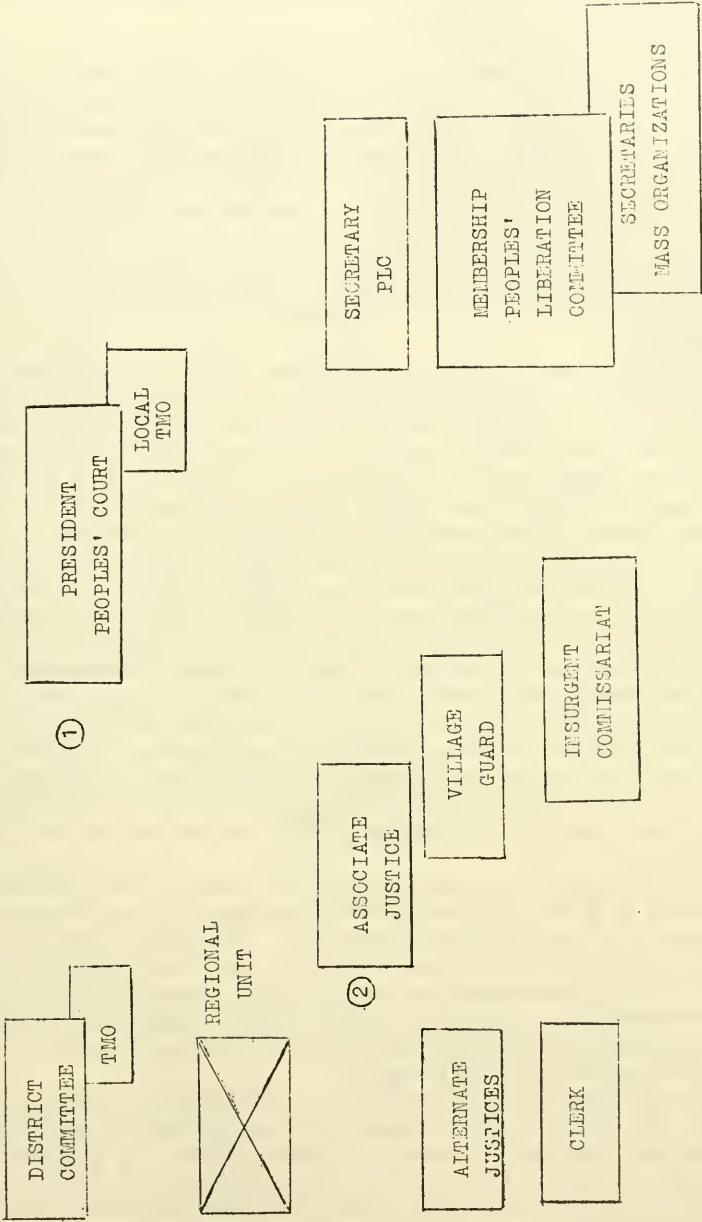 DISTRICT
COMMITTEE
TMO
1
PRESIDENT
PEOPLES' COURT
LOCAL
TMO
REGIONAL
UNIT
2
ASSOCIATE
JUSTICE
SECRETARY
PLC
ALTERNATE
JUSTICES
VILLAGE
GUARD
MEMBERSHIP
PEOPLES'
LIBERATION
COMMITTEE
CLERK
INSURGENT
COMMISSARIAT
SECRETARIES
MASS ORGANIZATIONS